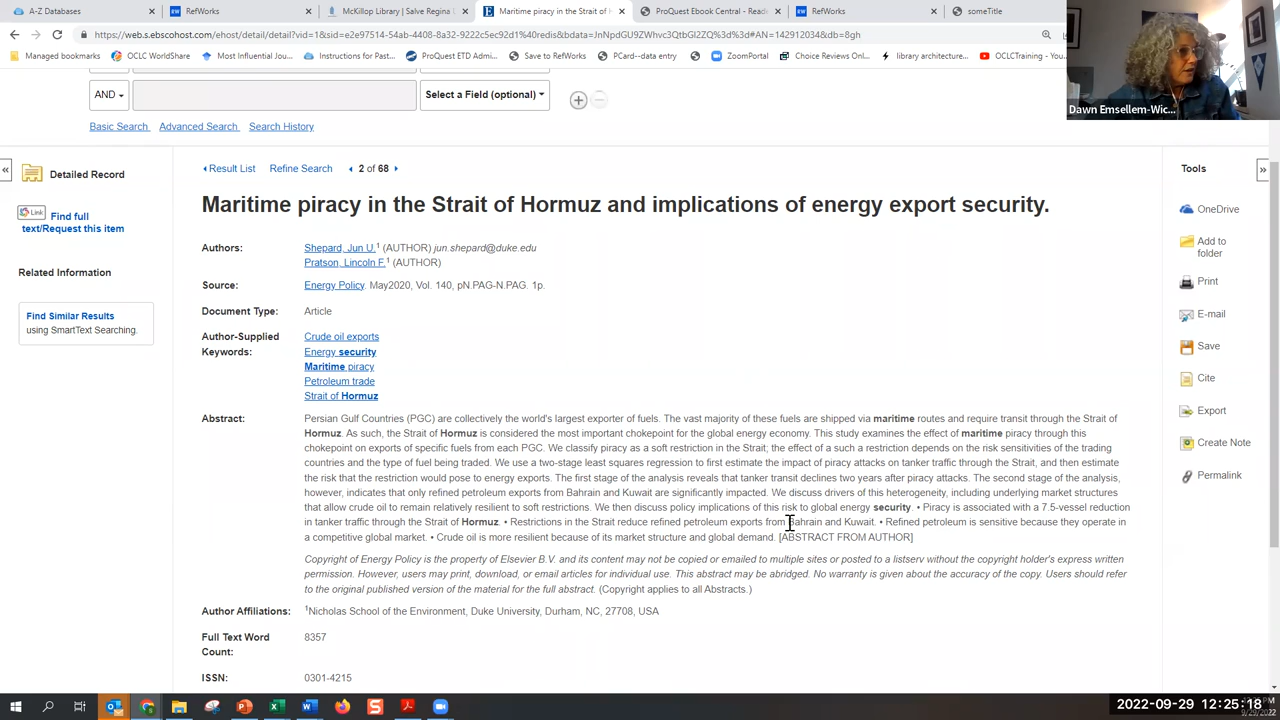 A-Z Databases
RefWorks
McKillop Library | Salve Regina U
Maritime piracy in the Strait of H
ProQuest Ebook Central - Readi
RefWorks
someTitle
https://web.s.ebscohost.com/ehost/detail/detail?vid=1&sid=e2e97514-54ab-4408-8a32-9222c5ec92d1%40redis&bdata=JnNpdGU9ZWhvc3QtbGl2ZQ%3d%3d#AN=142912034&db=8gh
Managed bookmarks
OCLC WorldShare
Most Influential Jou...
Instructions to Past...
ProQuest ETD Admi...
Save to RefWorks
PCard--data entry
ZoomPortal
Choice Reviews Onl...
library architecture...
OCLCTraining - You...
Dawn Emsellem-Wic...
AND
Select a Field (optional)
Basic Search Advanced Search Search History
Detailed Record
Find full
text/Request this item
Related Information
Find Similar Results
using SmartText Searching.
Result List Refine Search 2 of 68
Maritime piracy in the Strait of Hormuz and implications of energy export security.
Authors: Shepard, Jun U.1 (AUTHOR) jun.shepard@duke.edu
Pratson, Lincoln F.1 (AUTHOR)
Source: Energy Policy. May2020, Vol. 140, pN.PAG-N.PAG. 1p.
Document Type: Article
Author-Supplied Crude oil exports
Keywords: Energy security
Maritime piracy
Petroleum trade
Strait of Hormuz
Abstract: Persian Gulf Countries (PGC) are collectively the world's largest exporter of fuels. The vast majority of these fuels are shipped via maritime routes and require transit through the Strait of
Hormuz. As such, the Strait of Hormuz is considered the most important chokepoint for the global energy economy. This study examines the effect of maritime piracy through this
chokepoint on exports of specific fuels from each PGC. We classify piracy as a soft restriction in the Strait; the effect of a such a restriction depends on the risk sensitivities of the trading
countries and the type of fuel being traded. We use a two-stage least squares regression to first estimate the impact of piracy attacks on tanker traffic through the Strait, and then estimate
the risk that the restriction would pose to energy exports. The first stage of the analysis reveals that tanker transit declines two years after piracy attacks. The second stage of the analysis,
however, indicates that only refined petroleum exports from Bahrain and Kuwait are significantly impacted. We discuss drivers of this heterogeneity, including underlying market structures
that allow crude oil to remain relatively resilient to soft restrictions. We then discuss policy implications of this risk to global energy security. • Piracy is associated with a 7.5-vessel reduction
in tanker traffic through the Strait of Hormuz. • Restrictions in the Strait reduce refined petroleum exports from Bahrain and Kuwait. • Refined petroleum is sensitive because they operate in
a competitive global market. • Crude oil is more resilient because of its market structure and global demand. [ABSTRACT FROM AUTHOR]
Copyright of Energy Policy is the property of Elsevier B.V. and its content may not be copied or emailed to multiple sites or posted to a listserv without the copyright holder's express written
permission. However, users may print, download, or email articles for individual use. This abstract may be abridged. No warranty is given about the accuracy of the copy. Users should refer
to the original published version of the material for the full abstract. (Copyright applies to all Abstracts.)
Author Affiliations: 1Nicholas School of the Environment, Duke University, Durham, NC, 27708, USA
Full Text Word 8357
Count:
ISSN: 0301-4215
Tools
OneDrive
Add to
folder
Print
E-mail
Save
Cite
Export
Create Note
Permalink
2022-09-29 12:25:18